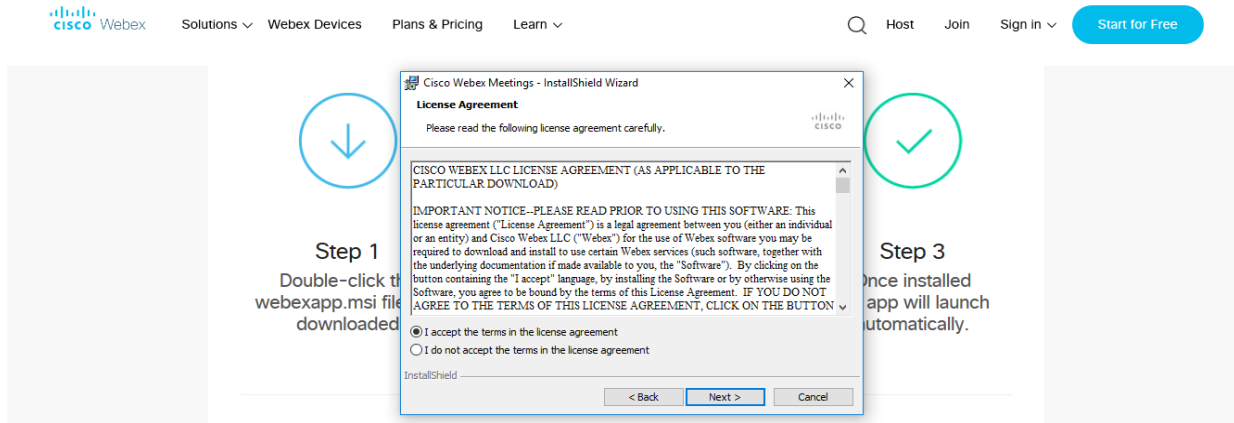 CISCO Webex Solutions Webex Devices Plans & Pricing Learn Host Join Sign in Start for Free
Cisco Webex Meetings - InstallShield Wizard
License Agreement
Please read the following license agreement carefully.
CISCO
CISCO WEBEX LLC LICENSE AGREEMENT (AS APPLICABLE TO THE
PARTICULAR DOWNLOAD)
IMPORTANT NOTICE--PLEASE READ PRIOR TO USING THIS SOFTWARE: This
license agreement ("License Agreement") is a legal agreement between you (either an individual
or an entity) and Cisco Webex LLC ("Webex") for the use of Webex software you may be
required to download and install to use certain Webex services (such software, together with
the underlying documentation if made available to you, the "Software"). By clicking on the
button containing the "I accept" language, by installing the Software or by otherwise using the
Software, you agree to be bound by the terms of this License Agreement. IF YOU DO NOT
AGREE TO THE TERMS OF THIS LICENSE AGREEMENT, CLICK ON THE BUTTON
I accept the terms in the license agreement
I do not accept the terms in the license agreement
InstallShield
< Back Next > Cancel
Step 1
Double-click
webexapp.msi file
downloaded
Step 3
installed
app will launch
automatically.